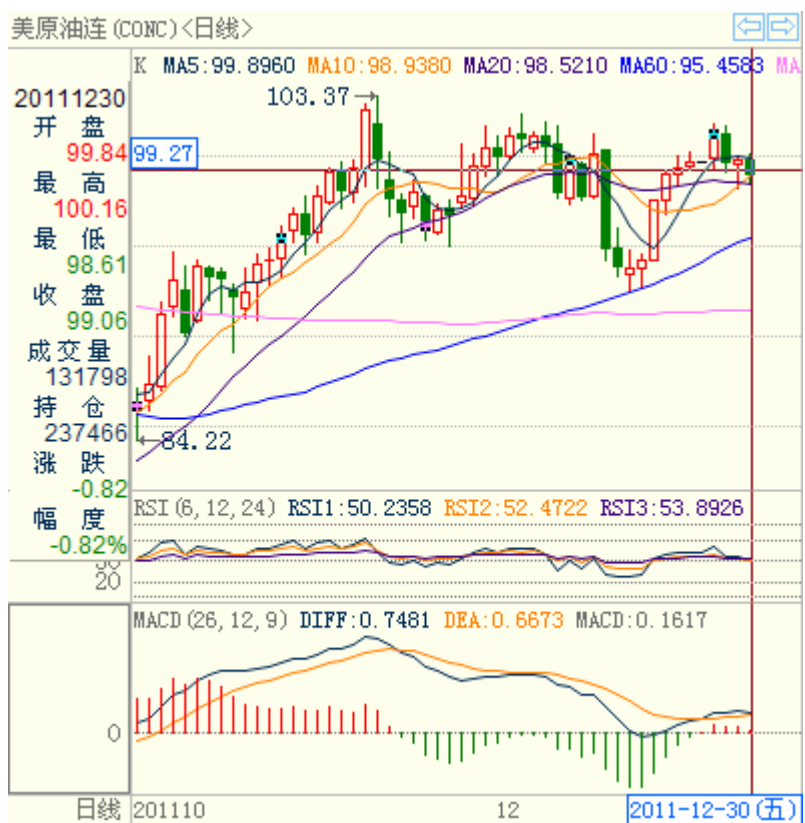 美原油连(CONC)<日线>
K MA5:99.8960 MA10:98.9380 MA20:98.5210 MA60:95.4583 MA
20111230
103.37
开 盘
99.84
99.27
最 高
100.16
最 低
98.61
收 盘
99.06
成交量
131798
持 仓
237466
84.22
涨 跌
-0.82
RSI(6,12,24) RSI1:50.2358 RSI2:52.4722 RSI3:53.8926
幅 度
-0.82%
20
MACD(26,12,9) DIFF:0.7481 DEA:0.6673 MACD:0.1617
0
日线 201110 12 2011-12-30(五)